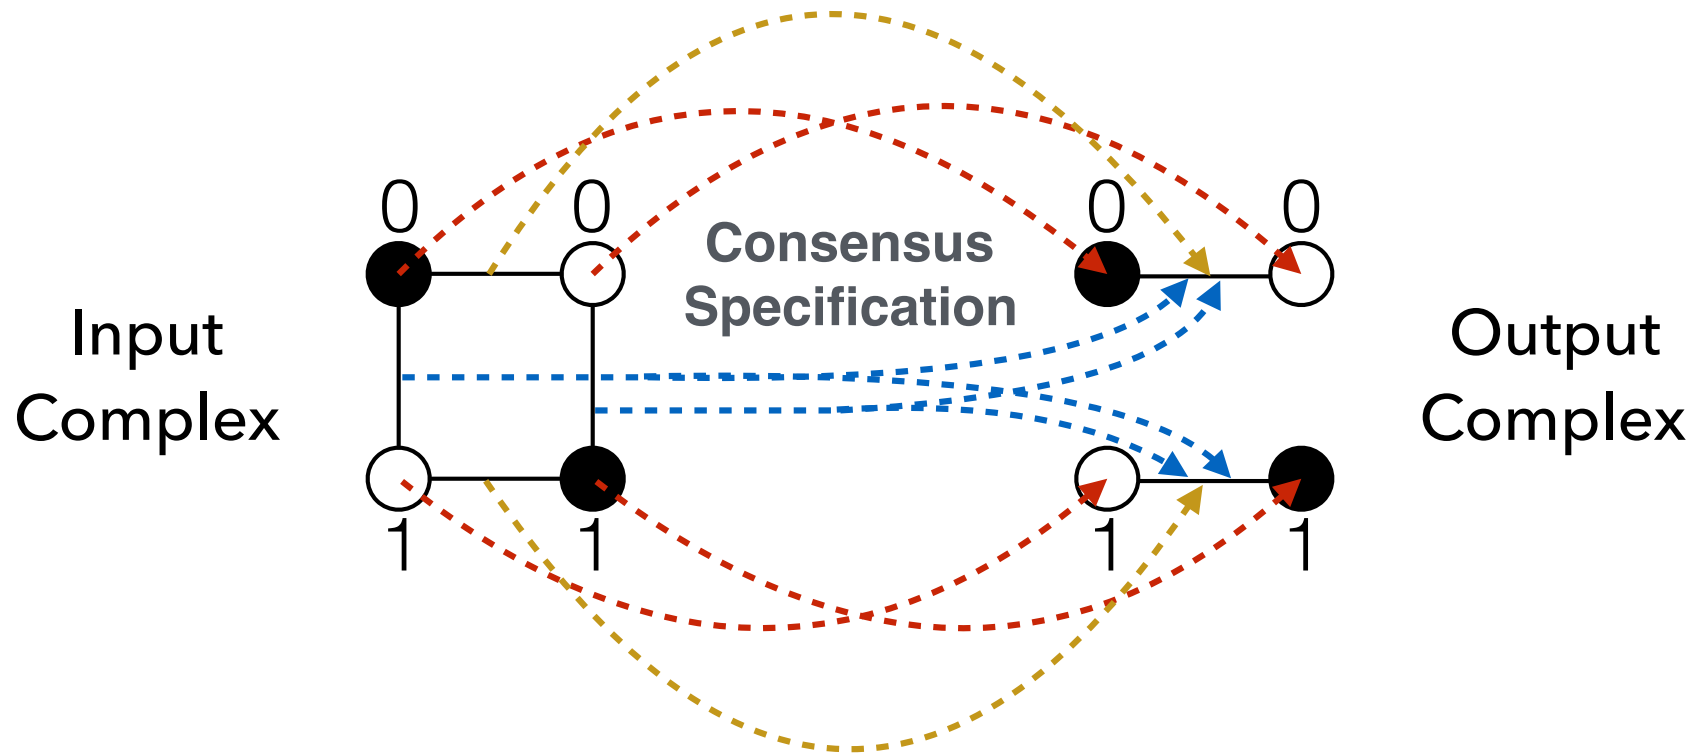 0 0 0 0
Consensus
Specification
Input
Complex
Output
Complex
1 1 1 1